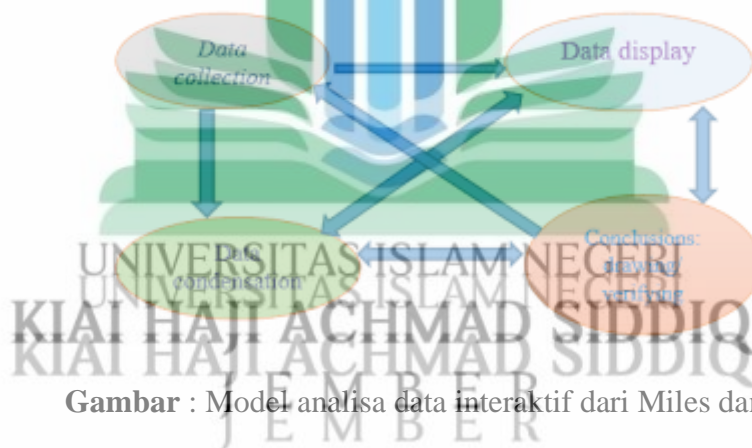 Data
collection
Data display
Data
condensation
Conclusions:
drawing/
verifying
UNIVERSITAS ISLAM NEGERI
KIAI HAJI ACHMAD SIDDIQ
JEMBER
Gambar : Model analisa data interaktif dari Miles dan